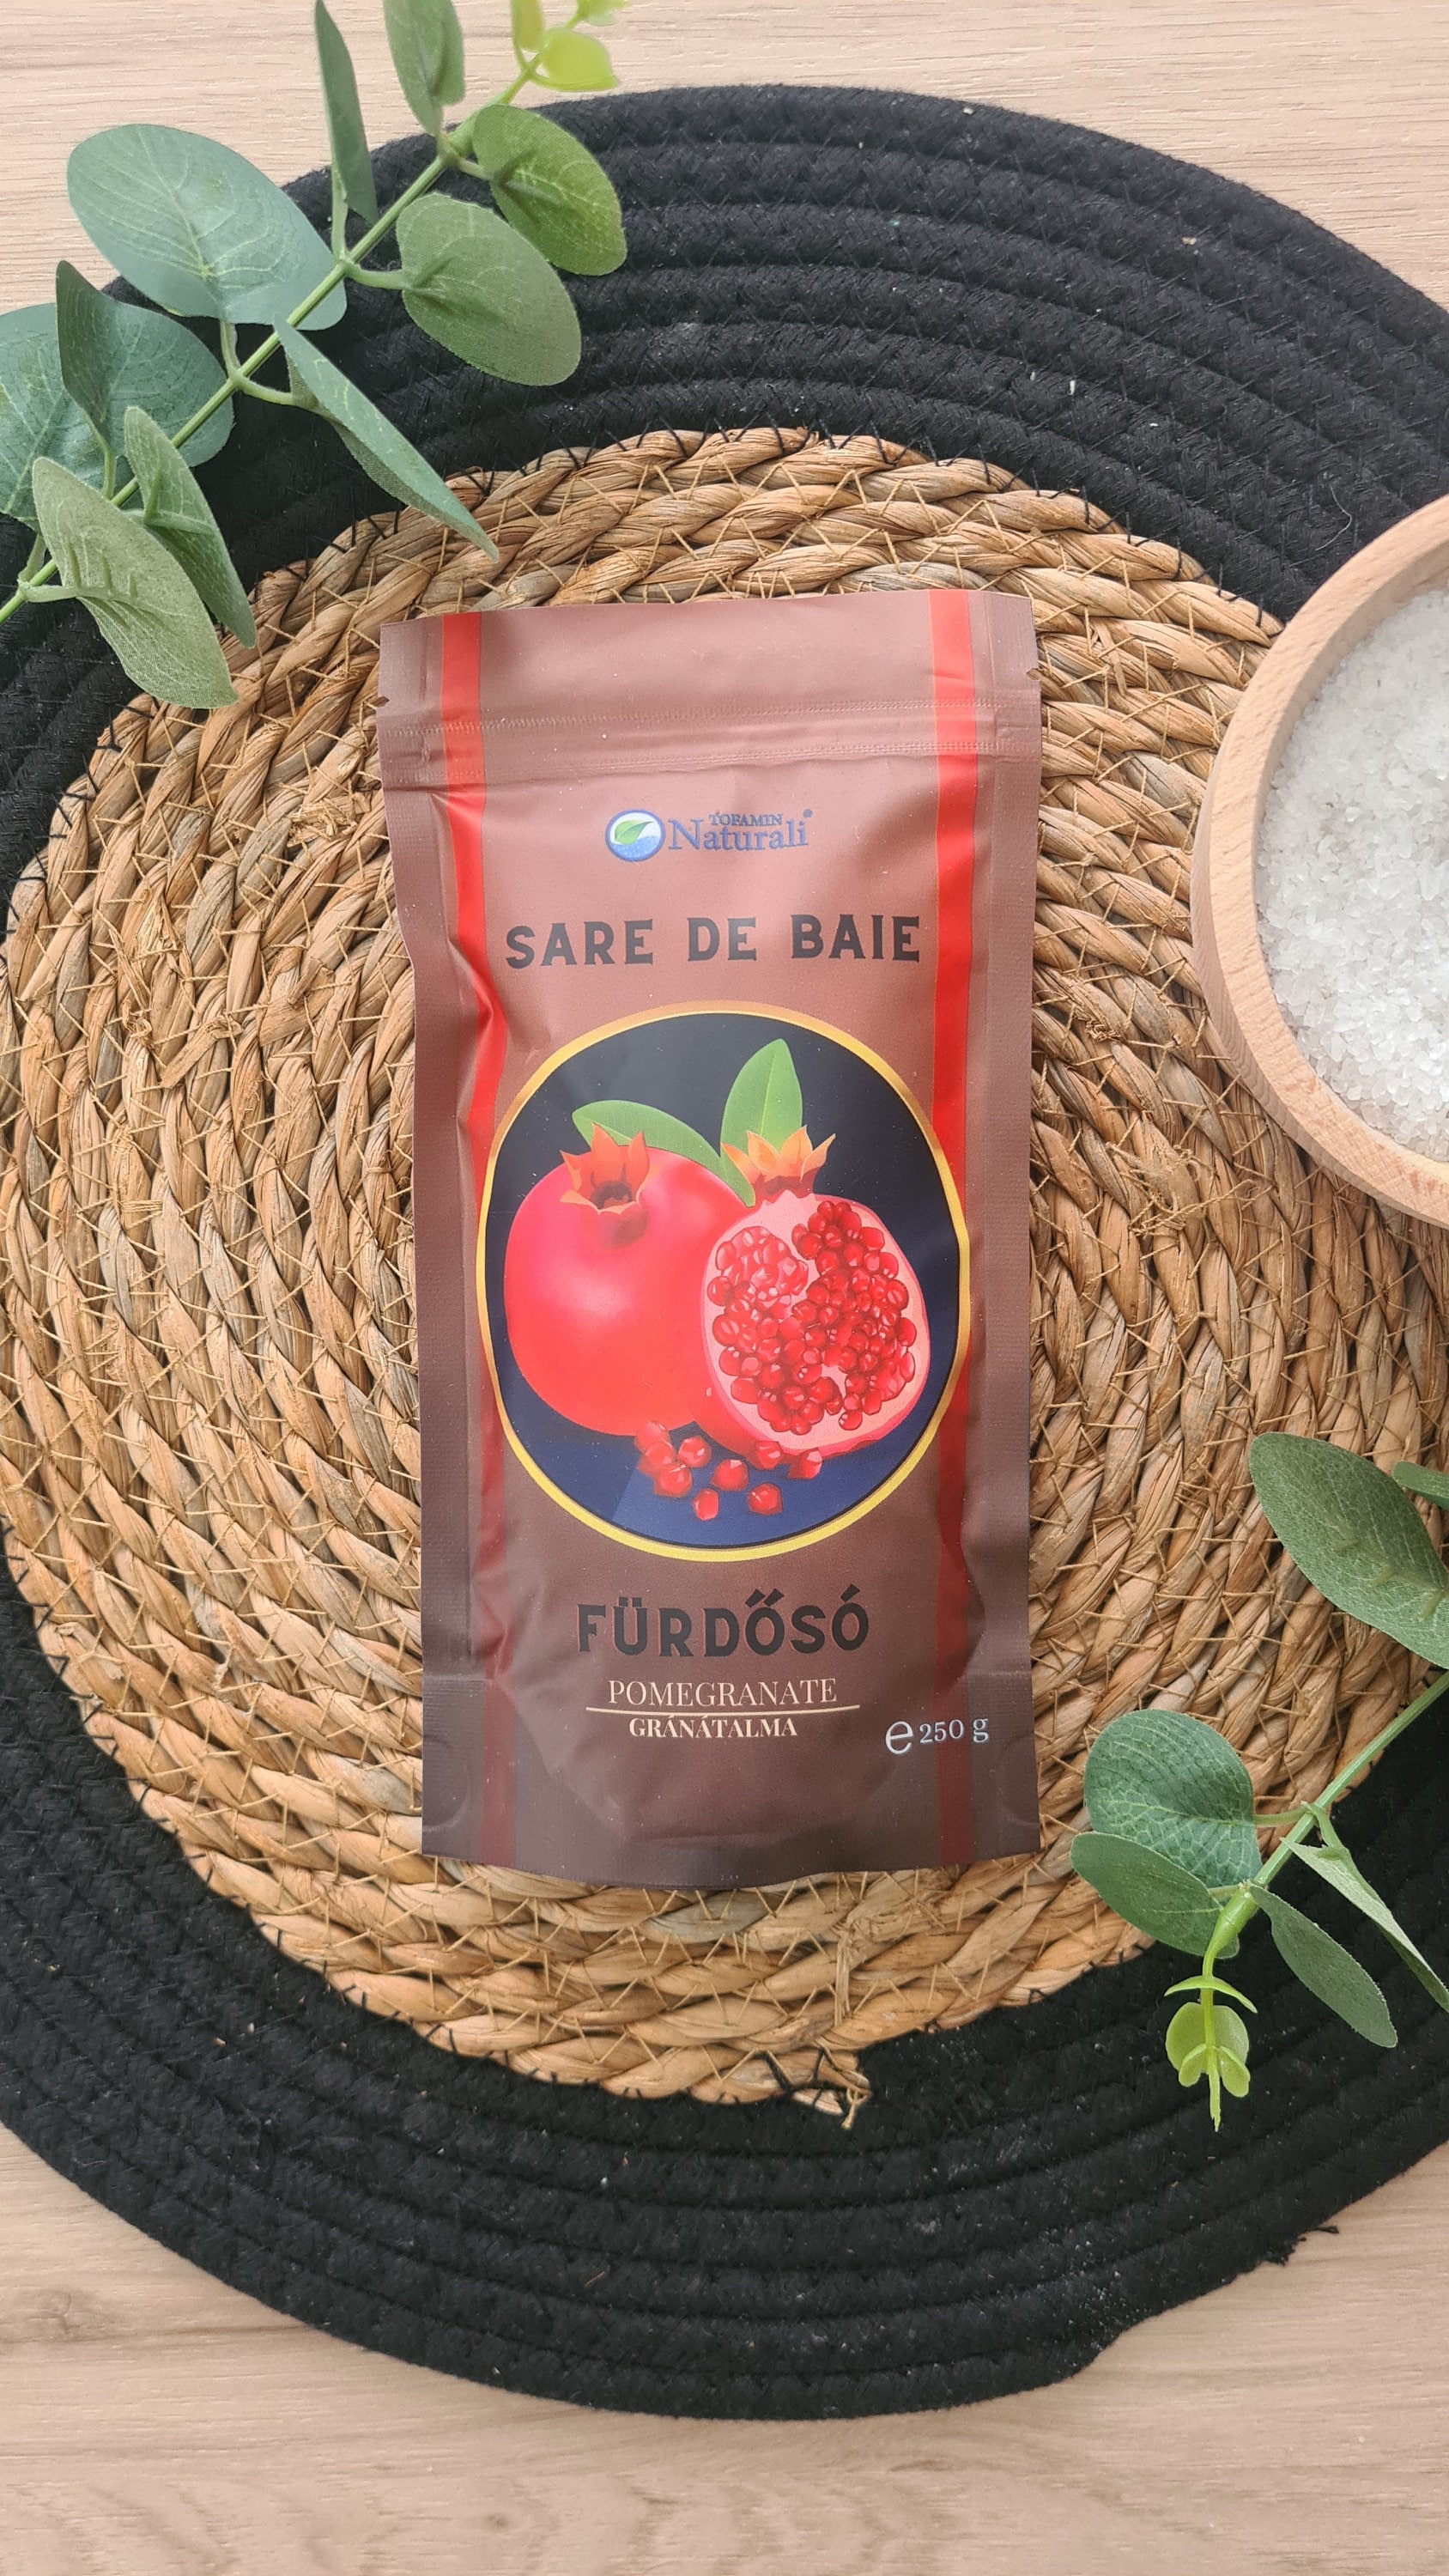 TOFAMIN
Naturali®
SARE DE BAIE
FÜRDŐSÓ
POMEGRANATE
GRÁNÁTALMA
℮ 250 g